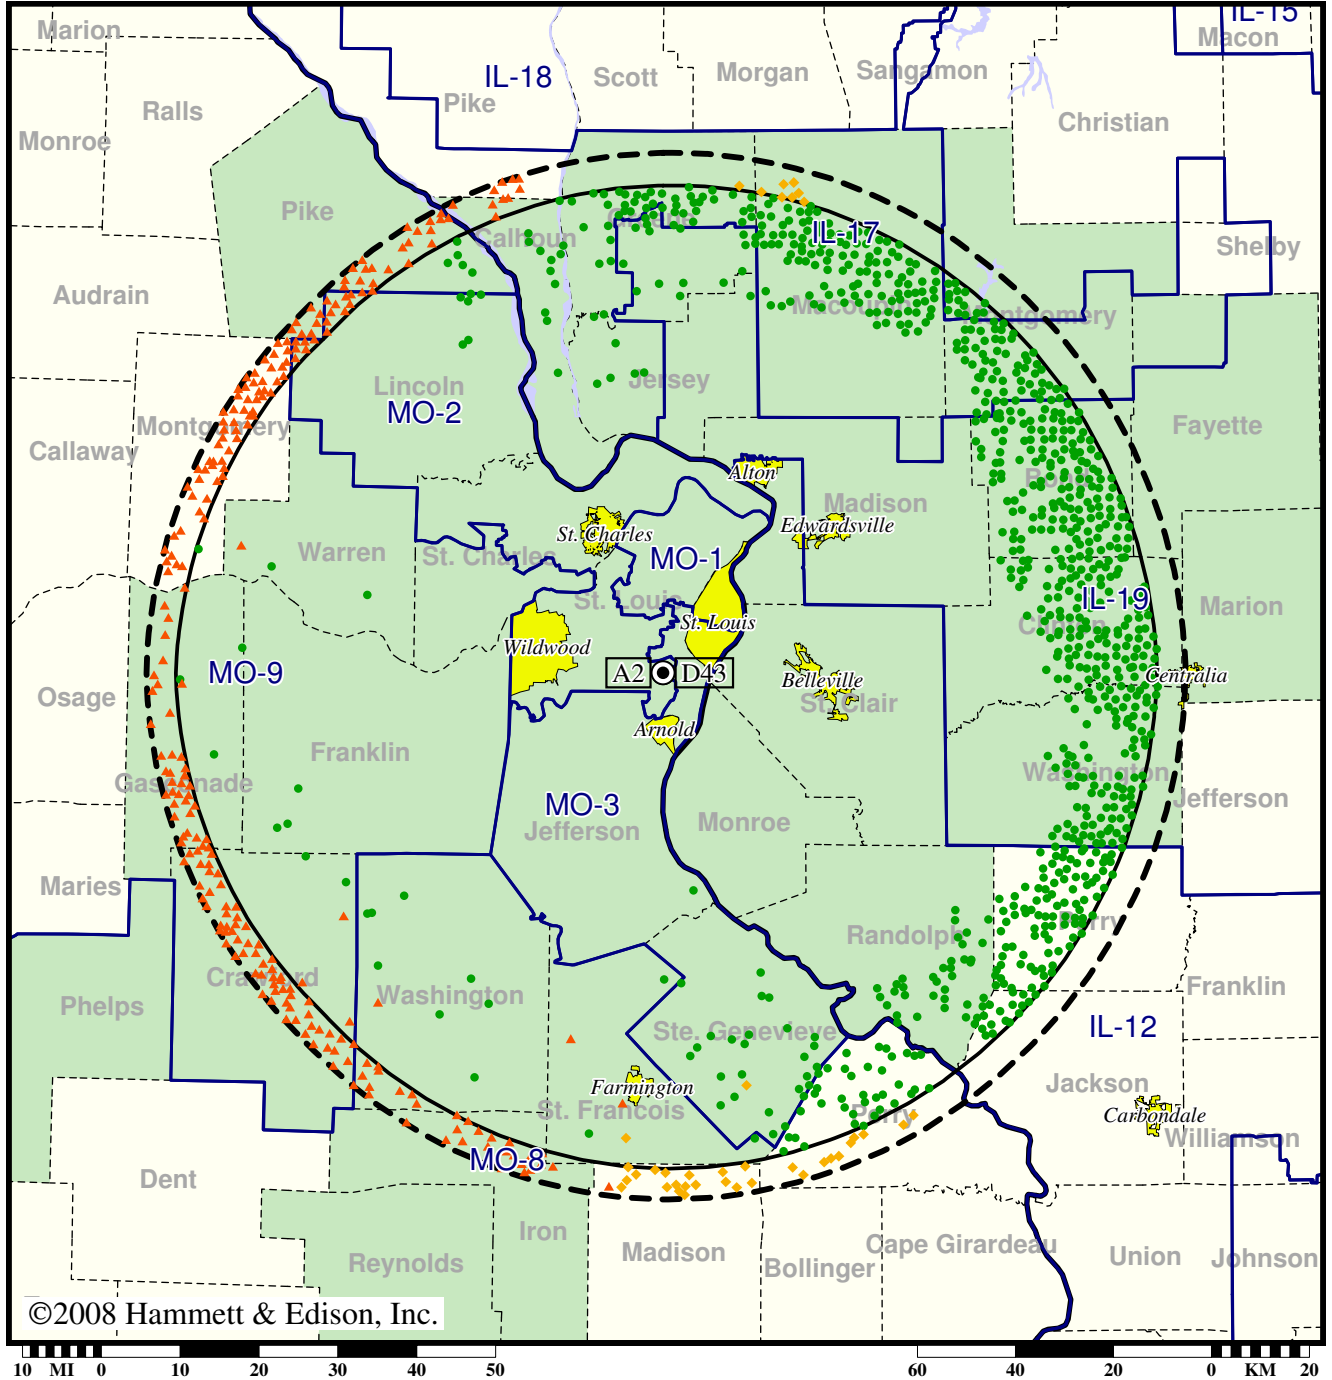 Marion
IL-15
Macon
IL-18
Scott
Morgan
Sangamon
Pike
Ralls
Christian
Monroe
Pike
Greene
IL-17
Calhoun
Shelby
Audrain
Macoupin
Montgomery
Lincoln
Jersey
MO-2
Montgomery
Fayette
Callaway
Alton
Bond
Madison
St. Charles
Edwardsville
Warren
St. Charles
MO-1
St. Louis
IL-19
Marion
St. Louis
Clinton
Wildwood
A2
D43
MO-9
Belleville
Centralia
Osage
St. Clair
Arnold
Franklin
Washington
Gasconade
MO-3
Jefferson
Jefferson
Monroe
Maries
Randolph
Perry
Crawford
Washington
Phelps
Franklin
Ste. Genevieve
IL-12
Farmington
Jackson
St. Francois
Perry
Carbondale
Williamson
MO-8
Dent
Iron
Madison
Cape Girardeau
Reynolds
Bollinger
Union
Johnson
©2008 Hammett & Edison, Inc.
10 MI 0 10 20 30 40 50 60 40 20 0 KM 20